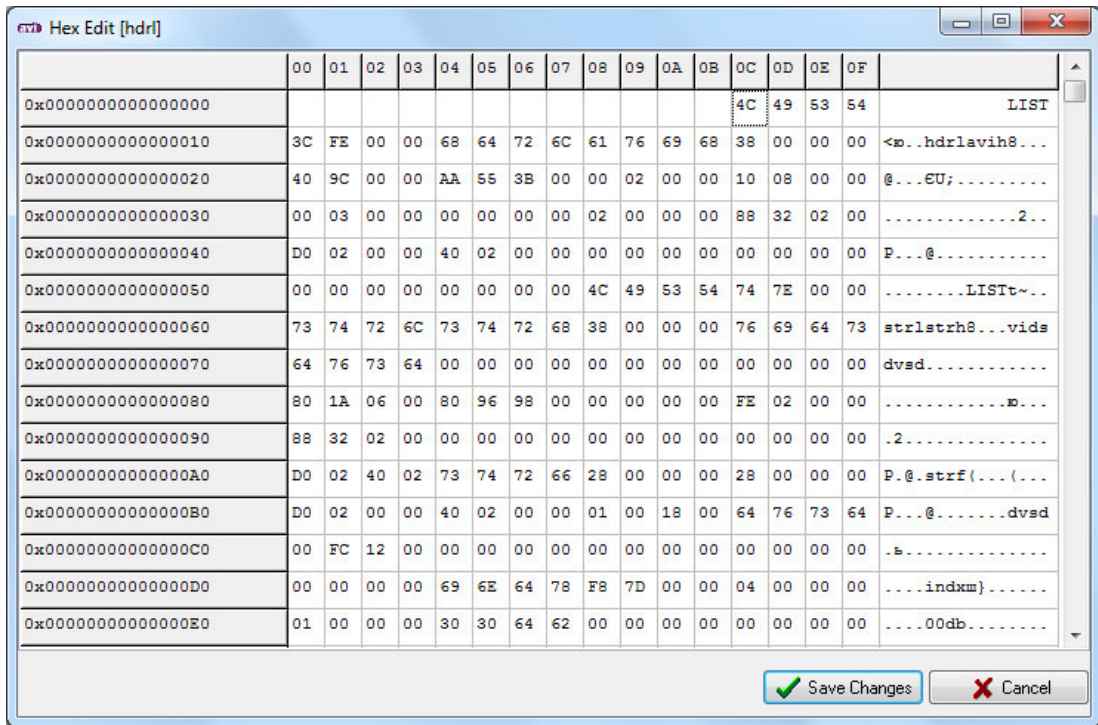 avi Hex Edit [hdrl]
00 01 02 03 04 05 06 07 08 09 0A 0B 0C 0D 0E 0F
0x0000000000000000 4C 49 53 54 LIST
0x0000000000000010 3C FE 00 00 68 64 72 6C 61 76 69 68 38 00 00 00 <ю..hdrlavih8...
0x0000000000000020 40 9C 00 00 AA 55 3B 00 00 02 00 00 10 08 00 00 @...ЄU;.........
0x0000000000000030 00 03 00 00 00 00 00 00 02 00 00 00 88 32 02 00 .............2..
0x0000000000000040 D0 02 00 00 40 02 00 00 00 00 00 00 00 00 00 00 Р...@...........
0x0000000000000050 00 00 00 00 00 00 00 00 4C 49 53 54 74 7E 00 00 ........LISTt~..
0x0000000000000060 73 74 72 6C 73 74 72 68 38 00 00 00 76 69 64 73 strlstrh8...vids
0x0000000000000070 64 76 73 64 00 00 00 00 00 00 00 00 00 00 00 00 dvsd............
0x0000000000000080 80 1A 06 00 80 96 98 00 00 00 00 00 FE 02 00 00 ............ю...
0x0000000000000090 88 32 02 00 00 00 00 00 00 00 00 00 00 00 00 00 .2..............
0x00000000000000A0 D0 02 40 02 73 74 72 66 28 00 00 00 28 00 00 00 Р.@.strf(...(...
0x00000000000000B0 D0 02 00 00 40 02 00 00 01 00 18 00 64 76 73 64 Р...@.......dvsd
0x00000000000000C0 00 FC 12 00 00 00 00 00 00 00 00 00 00 00 00 00 .ь..............
0x00000000000000D0 00 00 00 00 69 6E 64 78 F8 7D 00 00 04 00 00 00 ....indxш}......
0x00000000000000E0 01 00 00 00 30 30 64 62 00 00 00 00 00 00 00 00 ....00db........
Save Changes Cancel